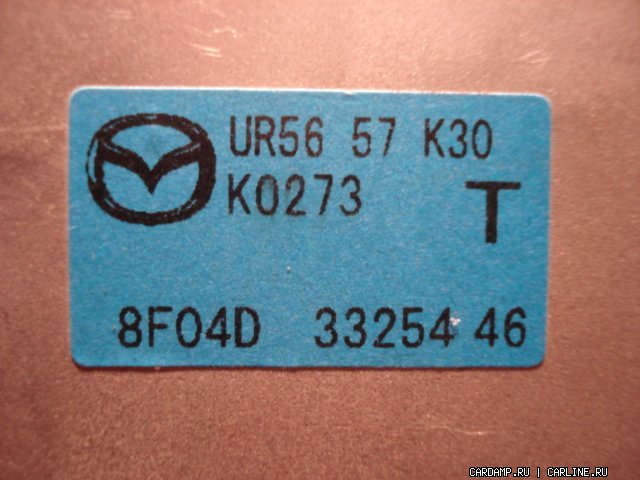 UR56 57 K30
K0273
T
8F04D 33254 46
CARDAMP.RU | CARLINE.RU